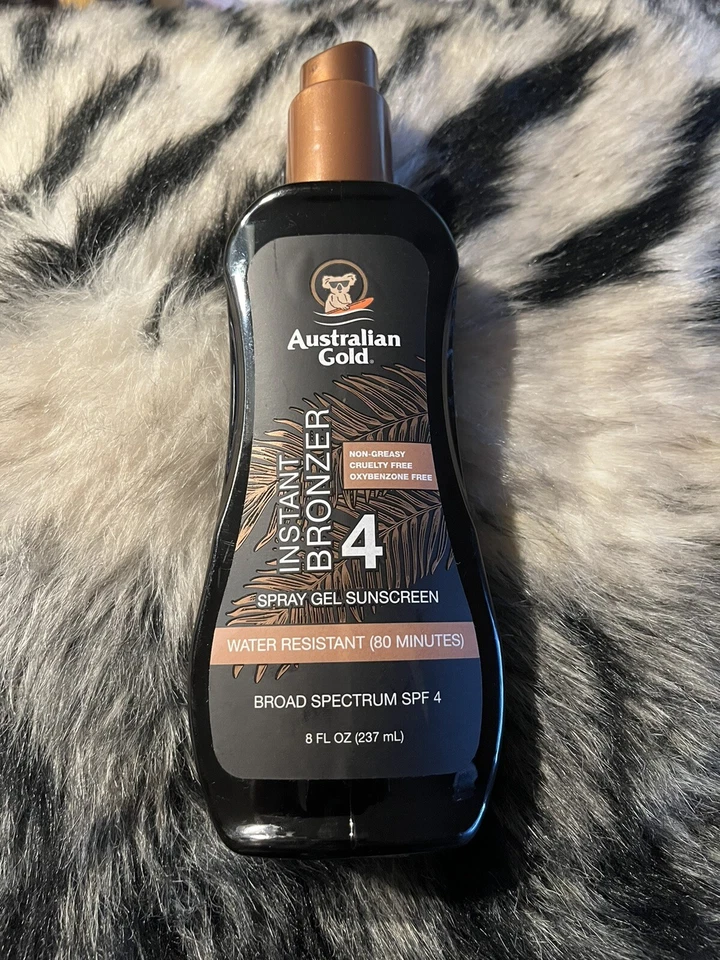 Australian
Gold®
INSTANT
BRONZER
NON-GREASY
CRUELTY FREE
OXYBENZONE FREE
4
SPRAY GEL SUNSCREEN
WATER RESISTANT (80 MINUTES)
BROAD SPECTRUM SPF 4
8 FL OZ (237 mL)